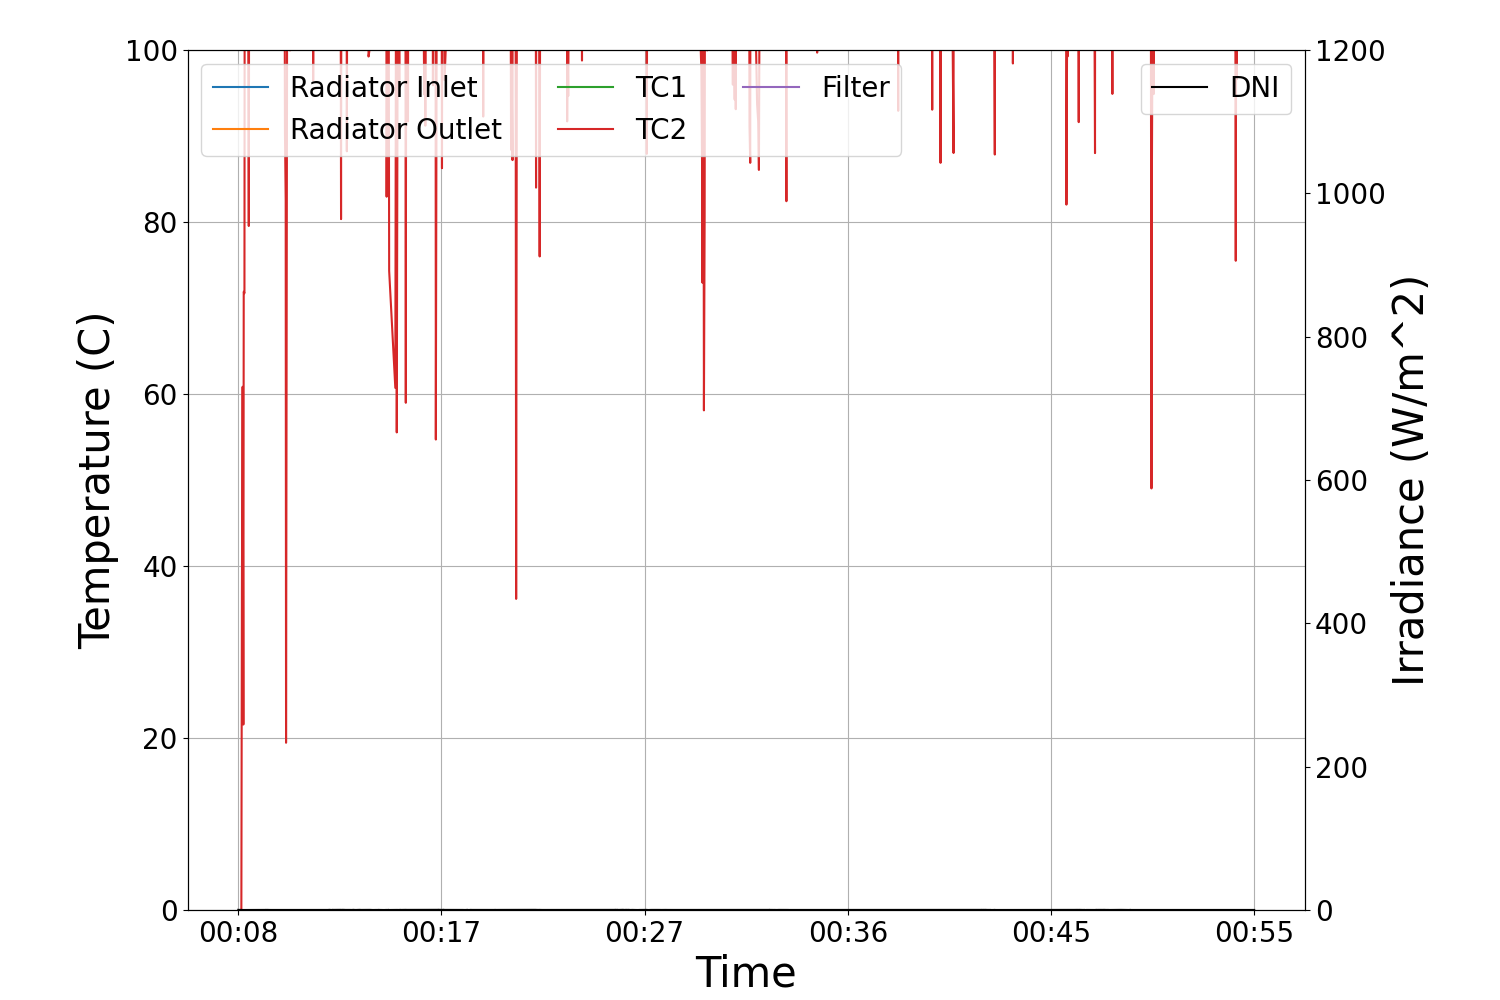 100
80
60
40
20
0
Temperature (C)
Radiator Inlet
Radiator Outlet
TC1
TC2
Filter
DNI
1200
1000
800
600
400
200
0
Irradiance (W/m^2)
00:08 00:17 00:27 00:36 00:45 00:55
Time